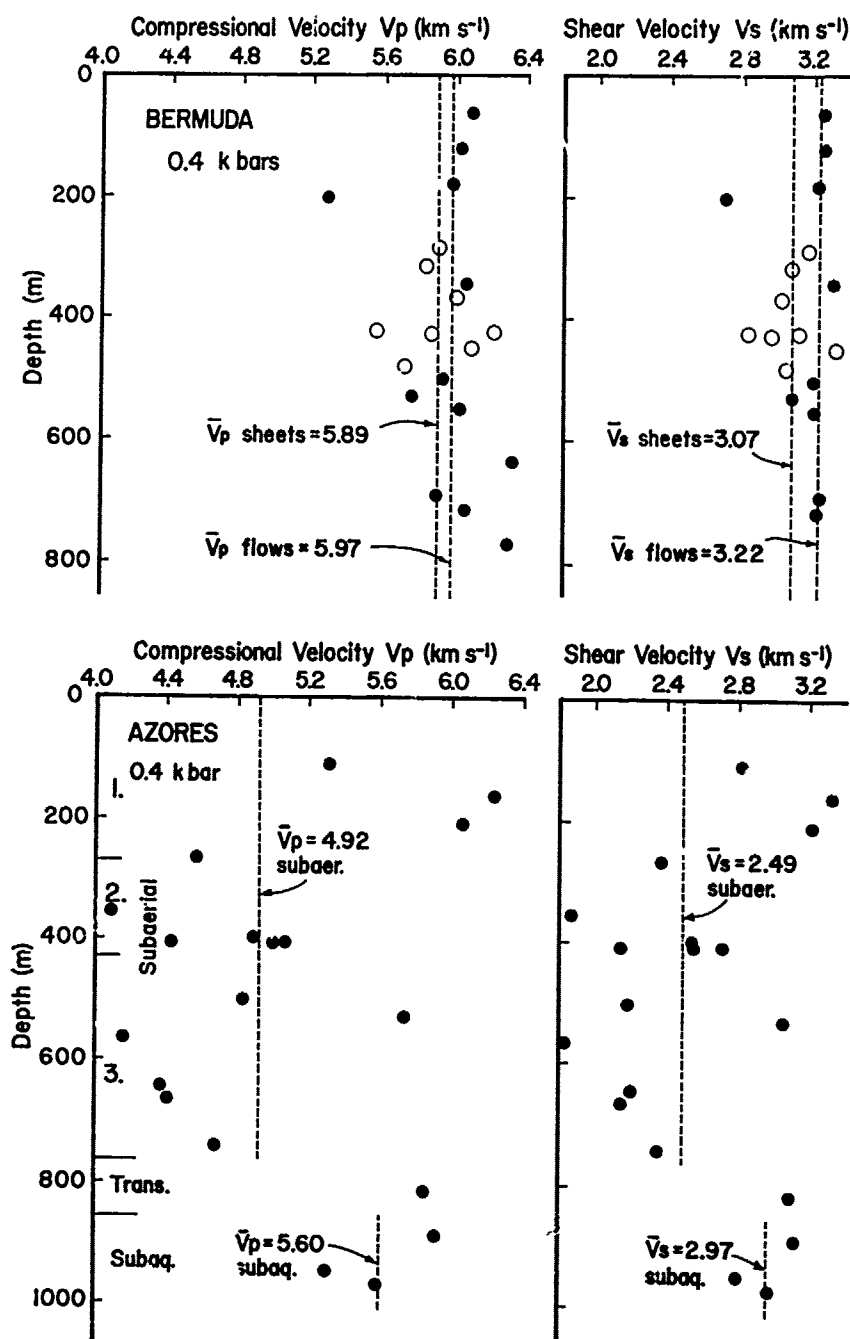 Compressional Velocity Vp (km s⁻¹)
4.0 4.4 4.8 5.2 5.6 6.0 6.4
Shear Velocity Vs (km s⁻¹)
2.0 2.4 2.8 3.2
0
BERMUDA
0.4 k bars
200
400
Depth (m)
600
800
V̄p sheets=5.89
V̄p flows=5.97
V̄s sheets=3.07
V̄s flows=3.22
Compressional Velocity Vp (km s⁻¹)
4.0 4.4 4.8 5.2 5.6 6.0 6.4
Shear Velocity Vs (km s⁻¹)
2.0 2.4 2.8 3.2
0
AZORES
0.4 k bar
1.
200
V̄p=4.92
subaer.
V̄s=2.49
subaer.
2.
Subaerial
400
Depth (m)
600
3.
800
Trans.
Subaq.
V̄p=5.60
subaq.
V̄s=2.97
subaq.
1000